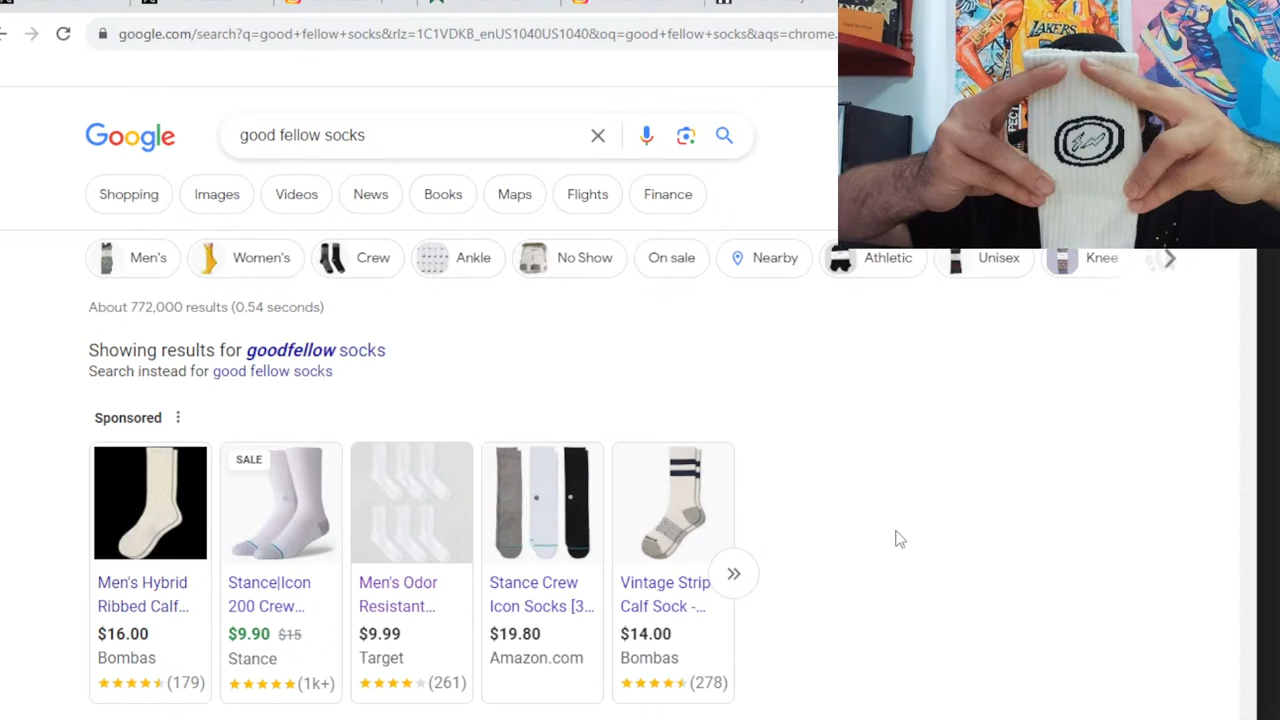 google.com/search?q=good+fellow+socks&rlz=1C1VDKB_enUS1040US1040&oq=good+fellow+socks&aqs=chrome.
LAKERS
Google
good fellow socks
Shopping
Images
Videos
News
Books
Maps
Flights
Finance
Men's
Women's
Crew
Ankle
No Show
On sale
Nearby
Athletic
Unisex
Knee
About 772,000 results (0.54 seconds)
Showing results for goodfellow socks
Search instead for good fellow socks
Sponsored
SALE
Men's Hybrid
Ribbed Calf...
$16.00
Bombas
(179)
Stance|Icon
200 Crew...
$9.90 $15
Stance
(1k+)
Men's Odor
Resistant...
$9.99
Target
(261)
Stance Crew
Icon Socks [3...
$19.80
Amazon.com
Vintage Strip
Calf Sock -...
$14.00
Bombas
(278)